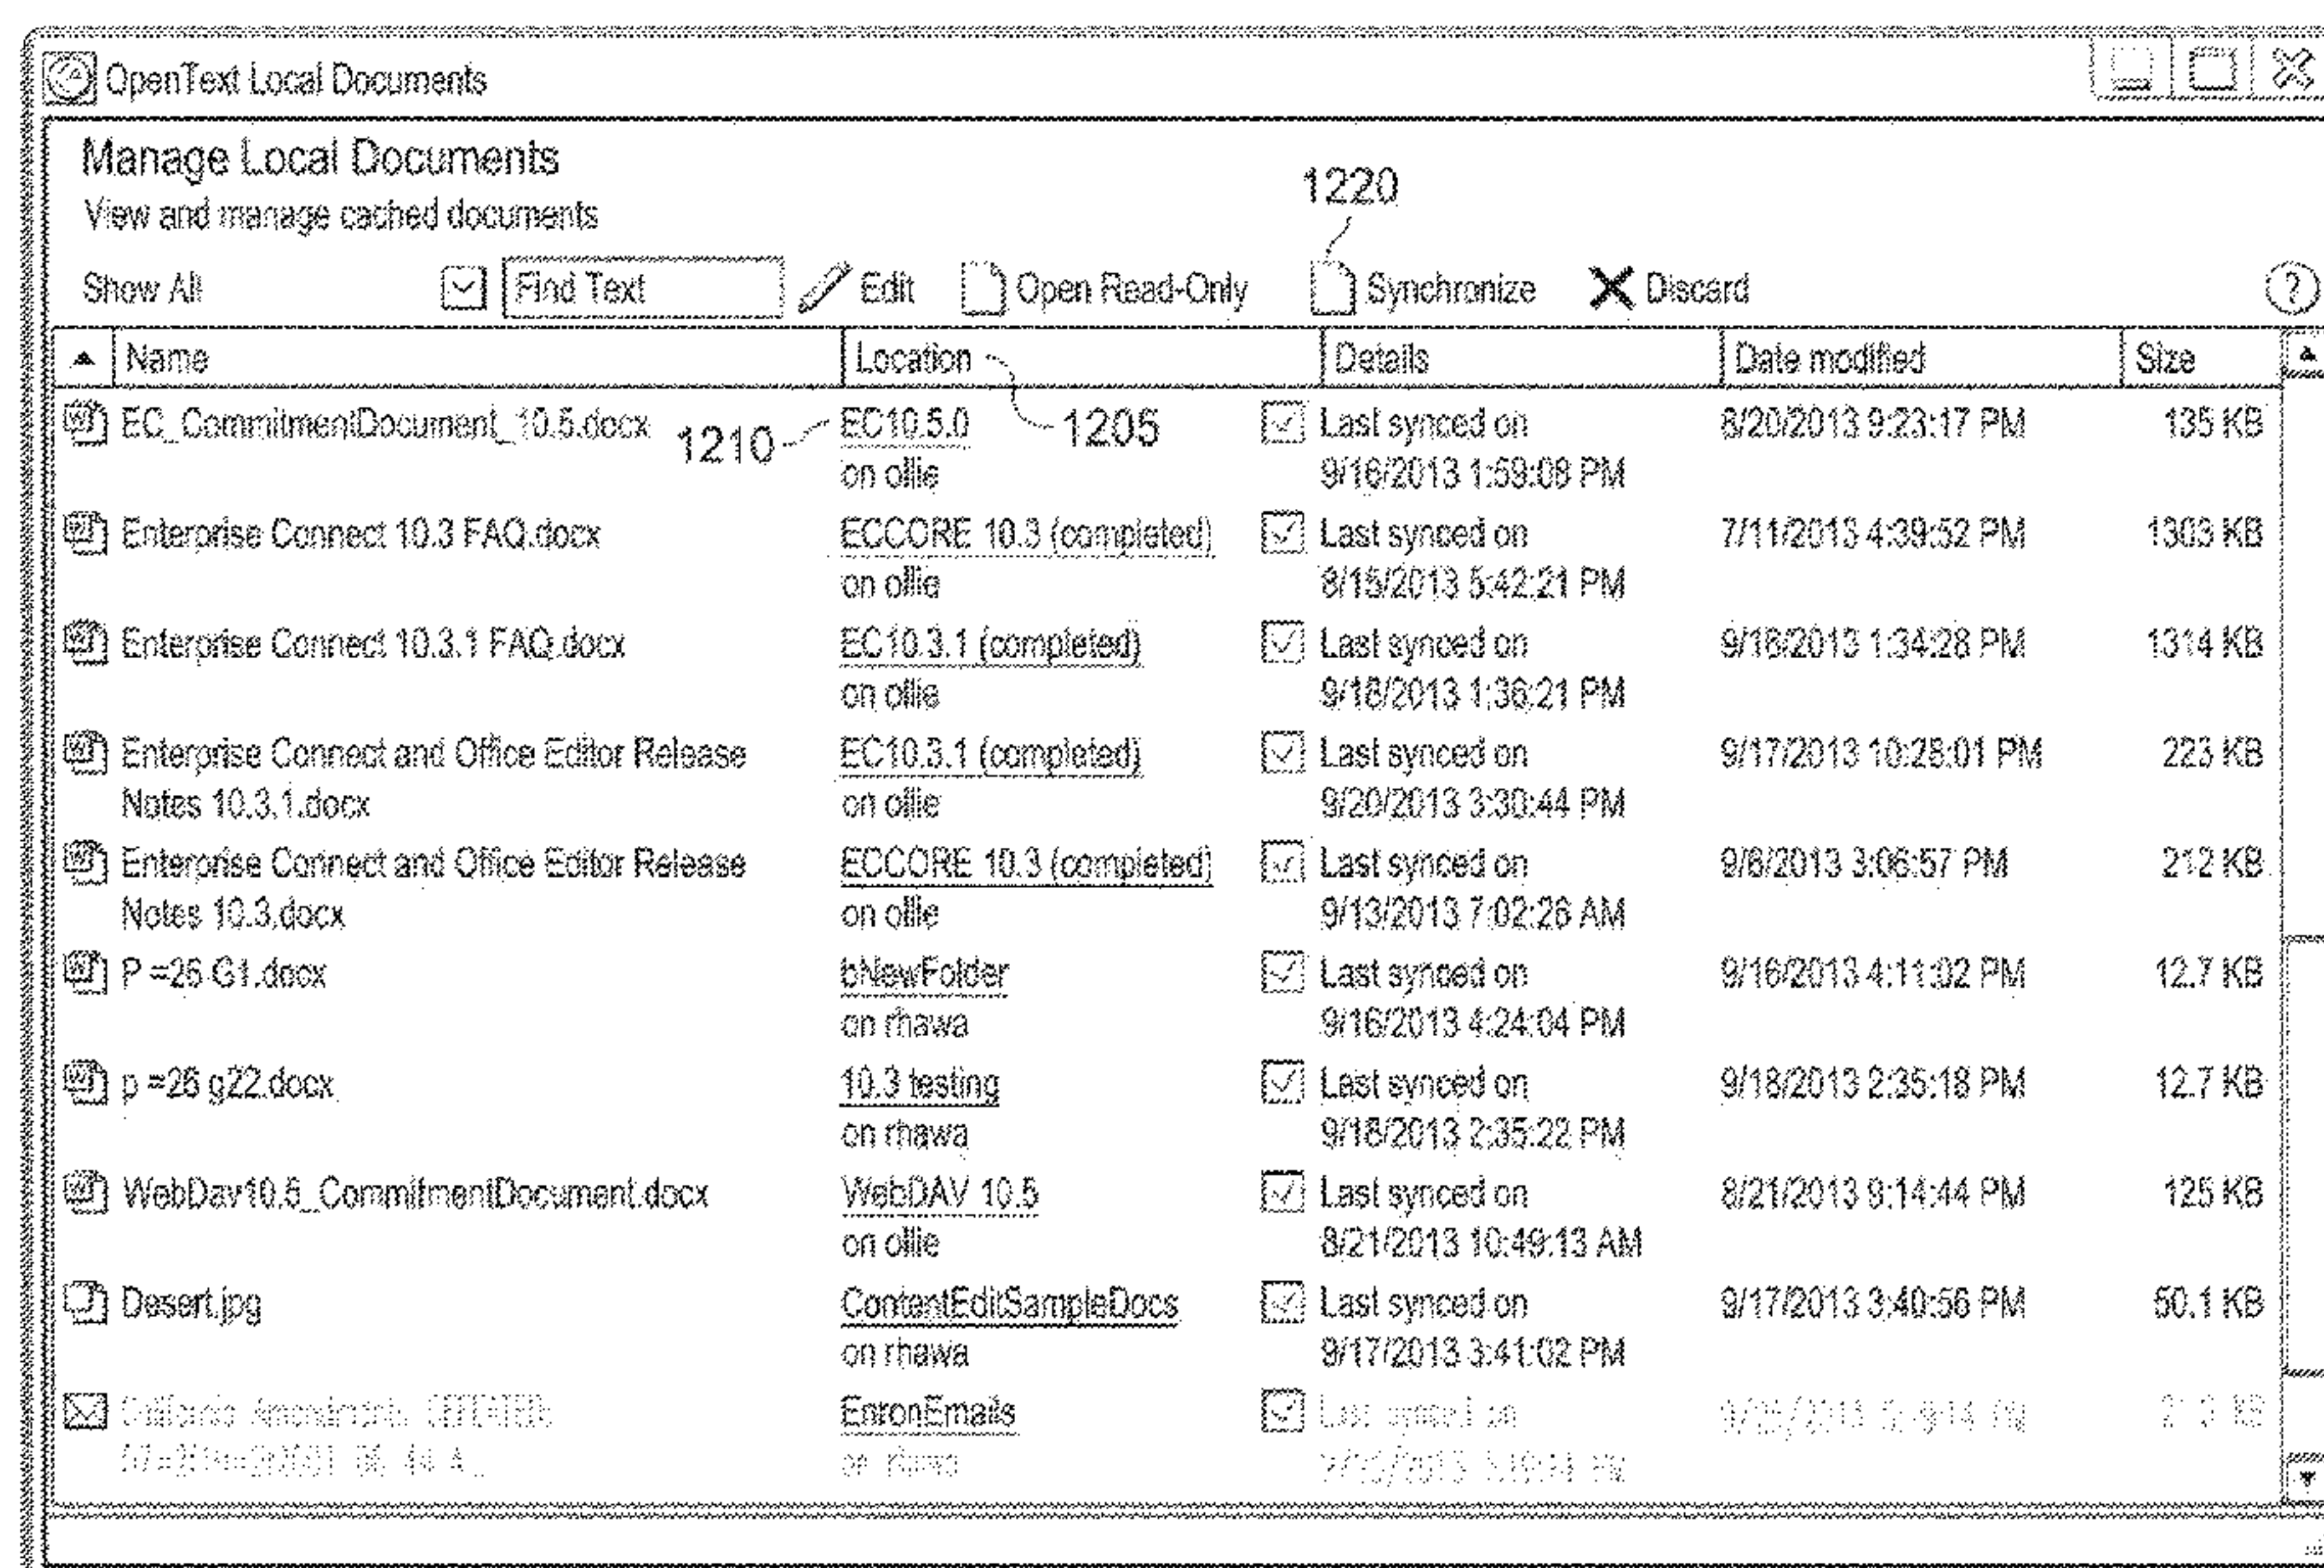 OpenText Local Documents
Manage Local Documents
View and manage cached documents
1220
Show All Find Text Edit Open Read-Only Synchronize Discard ?
Name Location Details Date modified Size
EC_CommitmentDocument_10.5.docx 1210 EC10.5.0 1205 Last synced on 8/20/2013 9:23:17 PM 135 KB
on ollie 9/16/2013 1:59:08 PM
Enterprise Connect 10.3 FAQ.docx ECCORE 10.3 (completed) Last synced on 7/11/2013 4:39:52 PM 1303 KB
on ollie 8/15/2013 5:42:21 PM
Enterprise Connect 10.3.1 FAQ.docx EC10.3.1 (completed) Last synced on 9/18/2013 1:34:28 PM 1314 KB
on ollie 9/18/2013 1:36:21 PM
Enterprise Connect and Office Editor Release EC10.3.1 (completed) Last synced on 9/17/2013 10:28:01 PM 223 KB
Notes 10.3.1.docx on ollie 9/20/2013 3:30:44 PM
Enterprise Connect and Office Editor Release ECCORE 10.3 (completed) Last synced on 9/6/2013 3:06:57 PM 212 KB
Notes 10.3.docx on ollie 9/13/2013 7:02:26 AM
P =26 G1.docx bNewFolder Last synced on 9/16/2013 4:11:02 PM 12.7 KB
on rhawa 9/16/2013 4:24:04 PM
p =26 g22.docx 10.3 testing Last synced on 9/18/2013 2:35:18 PM 12.7 KB
on rhawa 9/18/2013 2:35:22 PM
WebDav10.5_CommitmentDocument.docx WebDAV 10.5 Last synced on 8/21/2013 9:14:44 PM 125 KB
on ollie 8/21/2013 10:49:13 AM
Desert.jpg ContentEditSampleDocs Last synced on 9/17/2013 3:40:56 PM 50.1 KB
on rhawa 9/17/2013 3:41:02 PM
EnronEmails Last synced on
on rhawa